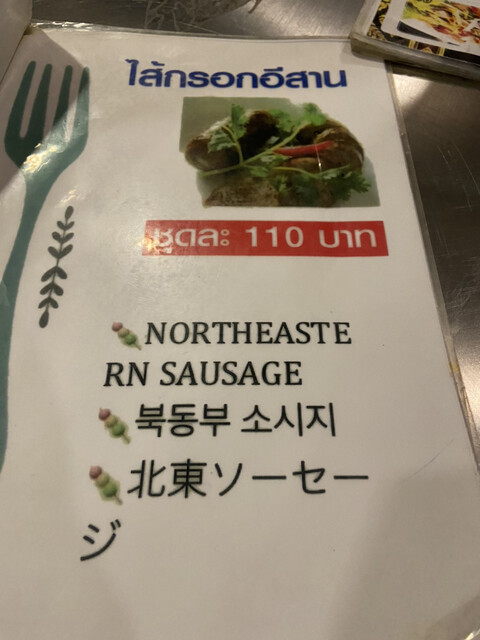 ไส้กรอกอีสาน
ชุดละ 110 บาท
NORTHEASTE
RN SAUSAGE
북동부 소시지
北東ソーセー
ジ